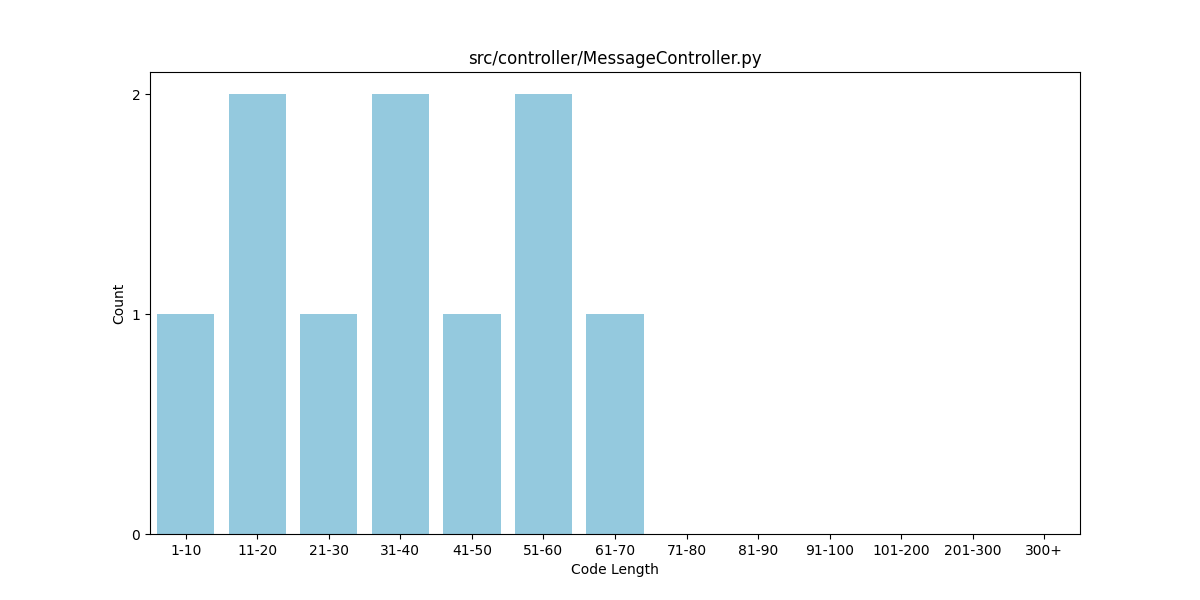 src/controller/MessageController.py
2
1
0
Count
1-10 11-20 21-30 31-40 41-50 51-60 61-70 71-80 81-90 91-100 101-200 201-300 300+
Code Length